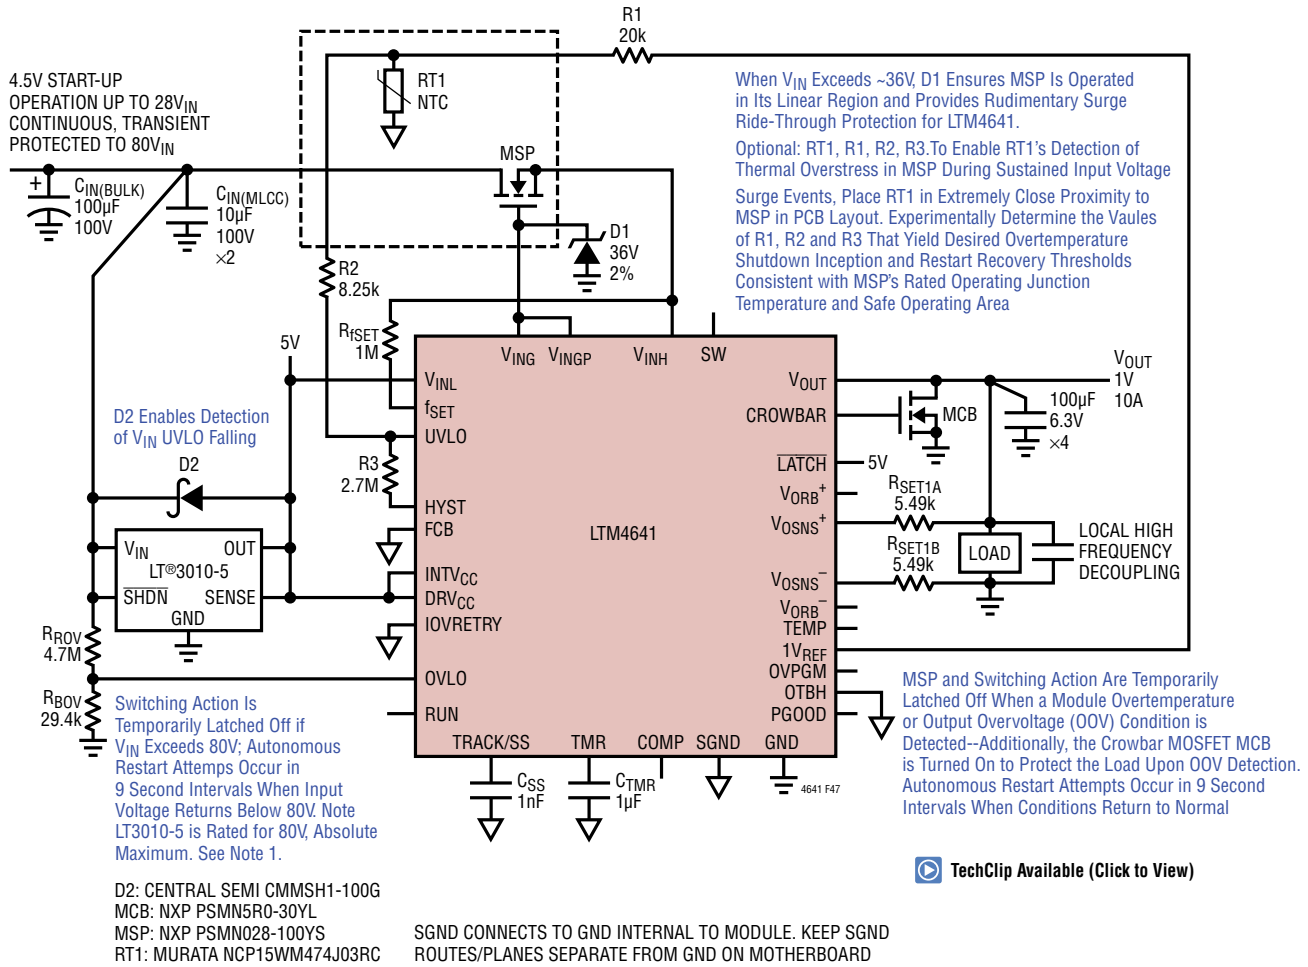 R1
20k
4.5V START-UP
OPERATION UP TO 28VIN
CONTINUOUS, TRANSIENT
PROTECTED TO 80VIN
RT1
NTC
When VIN Exceeds ~36V, D1 Ensures MSP Is Operated
in Its Linear Region and Provides Rudimentary Surge
Ride-Through Protection for LTM4641.
Optional: RT1, R1, R2, R3.To Enable RT1's Detection of
Thermal Overstress in MSP During Sustained Input Voltage
Surge Events, Place RT1 in Extremely Close Proximity to
MSP in PCB Layout. Experimentally Determine the Vaules
of R1, R2 and R3 That Yield Desired Overtemperature
Shutdown Inception and Restart Recovery Thresholds
Consistent with MSP's Rated Operating Junction
Temperature and Safe Operating Area
MSP
+
CIN(BULK)
100µF
100V
CIN(MLCC)
10µF
100V
×2
D1
36V
2%
R2
8.25k
RfSET
1M
5V
VING
VINGP
VINH
SW
VINL
fSET
UVLO
HYST
FCB
INTVCC
DRVCC
IOVRETRY
OVLO
RUN
LTM4641
VOUT
CROWBAR
LATCH
VORB+
VOSNS+
VOSNS−
VORB−
TEMP
1VREF
OVPGM
OTBH
PGOOD
TRACK/SS
TMR
COMP
SGND
GND
VOUT
1V
10A
100µF
6.3V
×4
MCB
5V
RSET1A
5.49k
RSET1B
5.49k
LOAD
LOCAL HIGH
FREQUENCY
DECOUPLING
D2 Enables Detection
of VIN UVLO Falling
D2
R3
2.7M
VIN
OUT
LT®3010-5
SHDN
SENSE
GND
RROV
4.7M
RBOV
29.4k
Switching Action Is
Temporarily Latched Off if
VIN Exceeds 80V; Autonomous
Restart Attemps Occur in
9 Second Intervals When Input
Voltage Returns Below 80V. Note
LT3010-5 is Rated for 80V, Absolute
Maximum. See Note 1.
CSS
1nF
CTMR
1µF
4641 F47
MSP and Switching Action Are Temporarily
Latched Off When a Module Overtemperature
or Output Overvoltage (OOV) Condition is
Detected--Additionally, the Crowbar MOSFET MCB
is Turned On to Protect the Load Upon OOV Detection.
Autonomous Restart Attempts Occur in 9 Second
Intervals When Conditions Return to Normal
TechClip Available (Click to View)
D2: CENTRAL SEMI CMMSH1-100G
MCB: NXP PSMN5R0-30YL
MSP: NXP PSMN028-100YS
RT1: MURATA NCP15WM474J03RC
SGND CONNECTS TO GND INTERNAL TO MODULE. KEEP SGND
ROUTES/PLANES SEPARATE FROM GND ON MOTHERBOARD